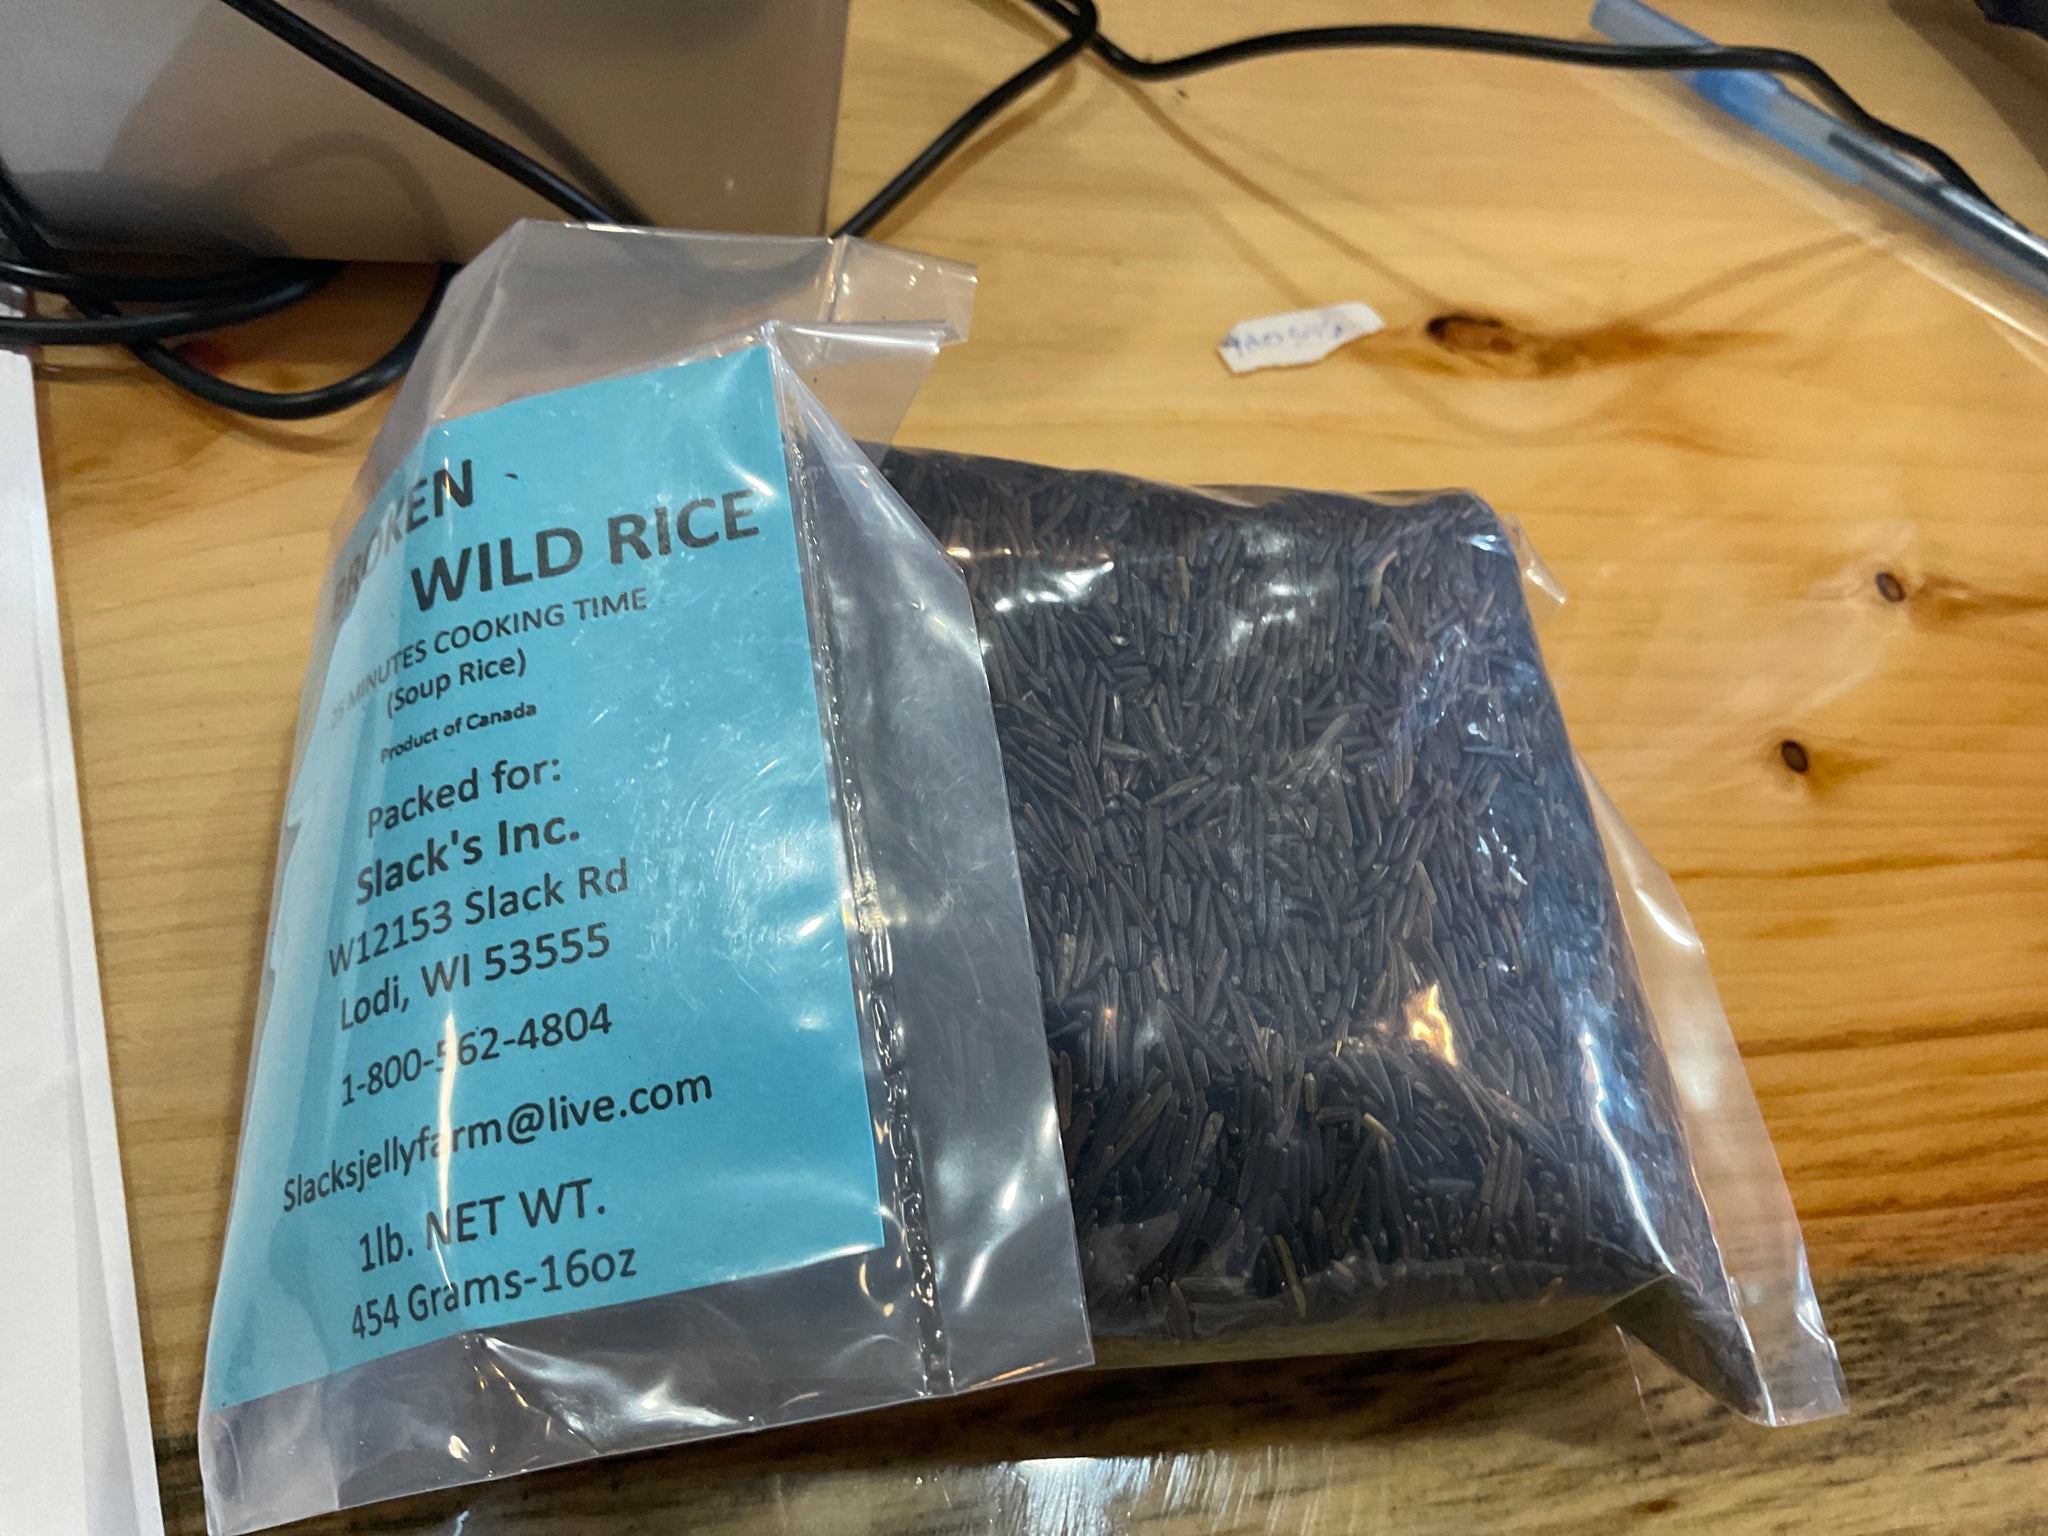 BROKEN
WILD RICE
25 MINUTES COOKING TIME
(Soup Rice)
Product of Canada
Packed for:
Slack's Inc.
W12153 Slack Rd
Lodi, WI 53555
1-800-562-4804
Slacksjellyfarm@live.com
1lb. NET WT.
454 Grams-16oz